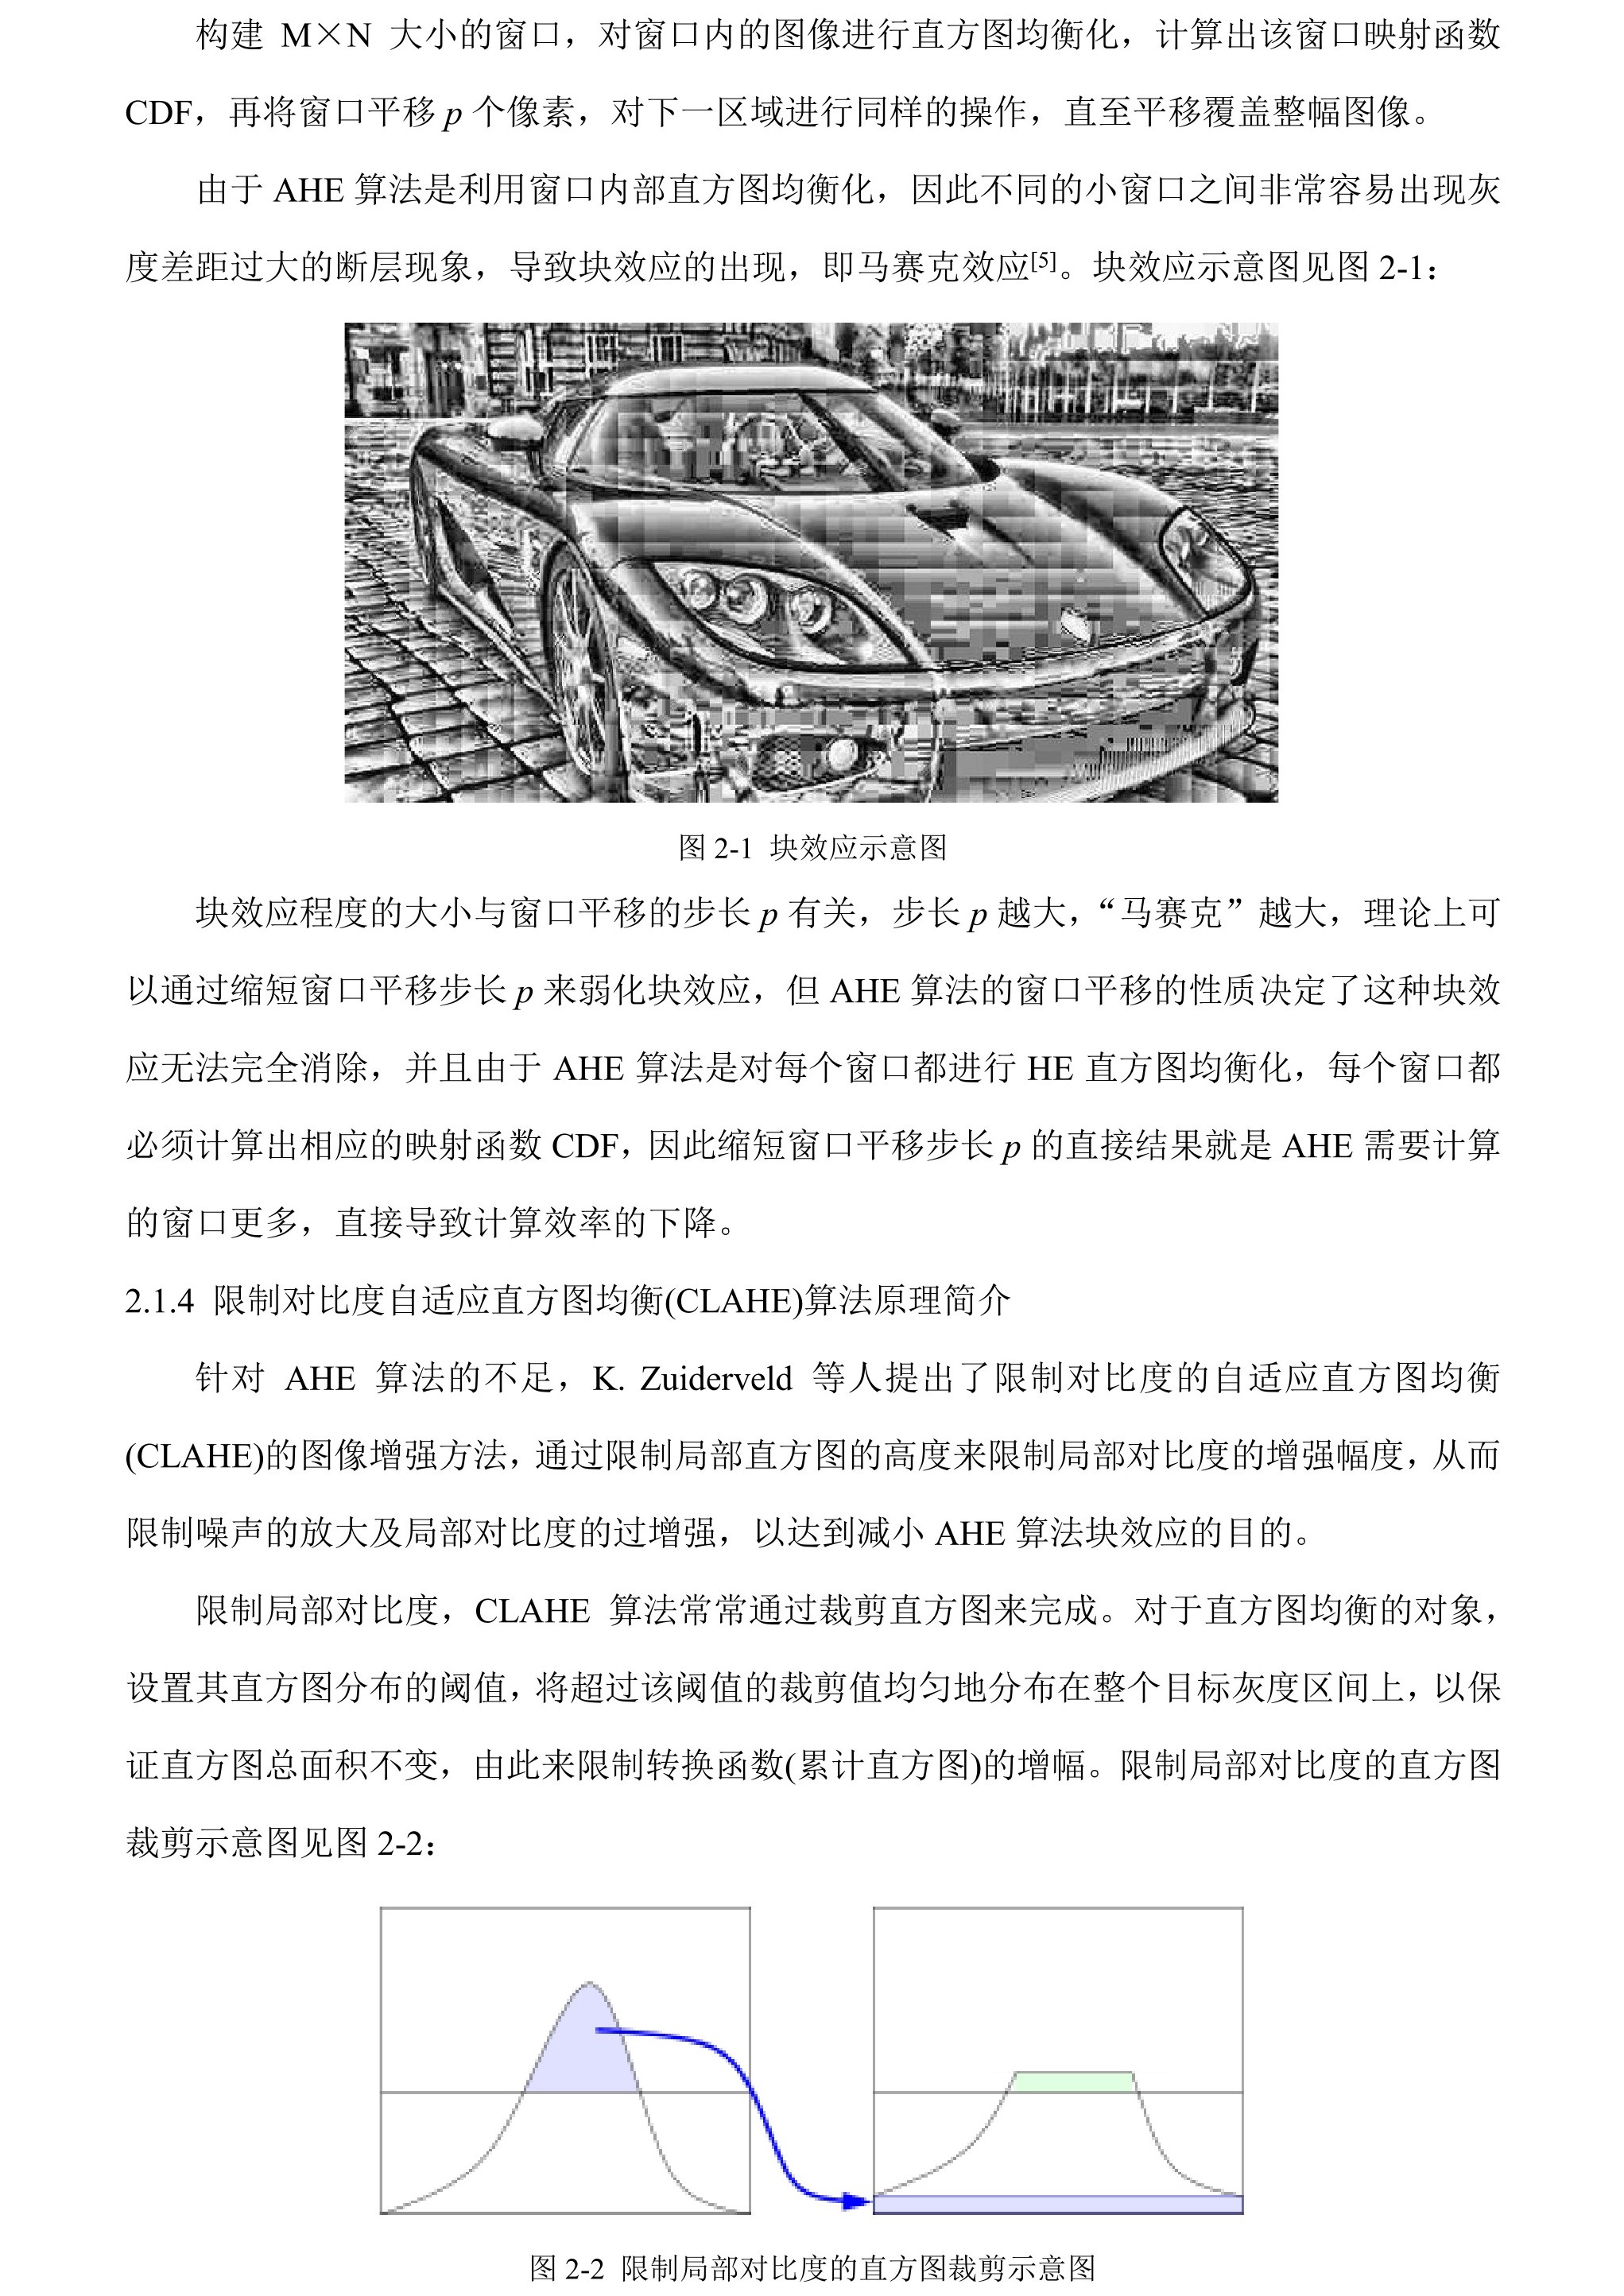 构建 M×N 大小的窗口，对窗口内的图像进行直方图均衡化，计算出该窗口映射函数
CDF，再将窗口平移 p 个像素，对下一区域进行同样的操作，直至平移覆盖整幅图像。
由于 AHE 算法是利用窗口内部直方图均衡化，因此不同的小窗口之间非常容易出现灰
度差距过大的断层现象，导致块效应的出现，即马赛克效应[5]。块效应示意图见图 2-1：
图 2-1 块效应示意图
块效应程度的大小与窗口平移的步长 p 有关，步长 p 越大，“马赛克”越大，理论上可
以通过缩短窗口平移步长 p 来弱化块效应，但 AHE 算法的窗口平移的性质决定了这种块效
应无法完全消除，并且由于 AHE 算法是对每个窗口都进行 HE 直方图均衡化，每个窗口都
必须计算出相应的映射函数 CDF，因此缩短窗口平移步长 p 的直接结果就是 AHE 需要计算
的窗口更多，直接导致计算效率的下降。
2.1.4 限制对比度自适应直方图均衡(CLAHE)算法原理简介
针对 AHE 算法的不足，K. Zuiderveld 等人提出了限制对比度的自适应直方图均衡
(CLAHE)的图像增强方法，通过限制局部直方图的高度来限制局部对比度的增强幅度，从而
限制噪声的放大及局部对比度的过增强，以达到减小 AHE 算法块效应的目的。
限制局部对比度，CLAHE 算法常常通过裁剪直方图来完成。对于直方图均衡的对象，
设置其直方图分布的阈值，将超过该阈值的裁剪值均匀地分布在整个目标灰度区间上，以保
证直方图总面积不变，由此来限制转换函数(累计直方图)的增幅。限制局部对比度的直方图
裁剪示意图见图 2-2：
图 2-2 限制局部对比度的直方图裁剪示意图